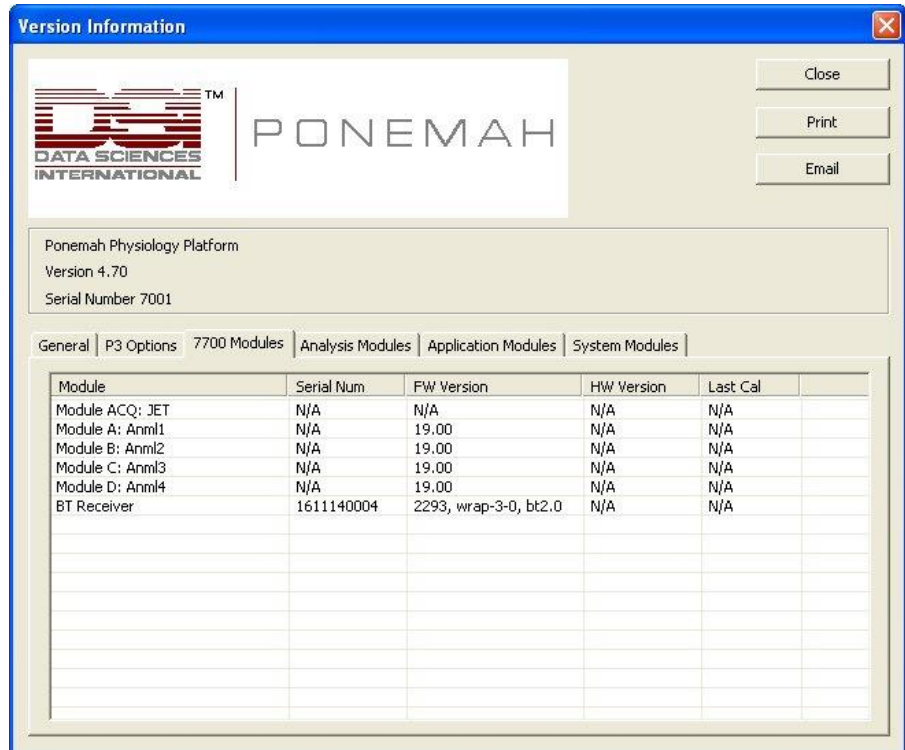 Version Information
DSI™
DATA SCIENCES
INTERNATIONAL
PONEMAH
Close
Print
Email
Ponemah Physiology Platform
Version 4.70
Serial Number 7001
General P3 Options 7700 Modules Analysis Modules Application Modules System Modules
Module Serial Num FW Version HW Version Last Cal
Module ACQ: JET N/A N/A N/A N/A
Module A: Anml1 N/A 19.00 N/A N/A
Module B: Anml2 N/A 19.00 N/A N/A
Module C: Anml3 N/A 19.00 N/A N/A
Module D: Anml4 N/A 19.00 N/A N/A
BT Receiver 1611140004 2293, wrap-3-0, bt2.0 N/A N/A